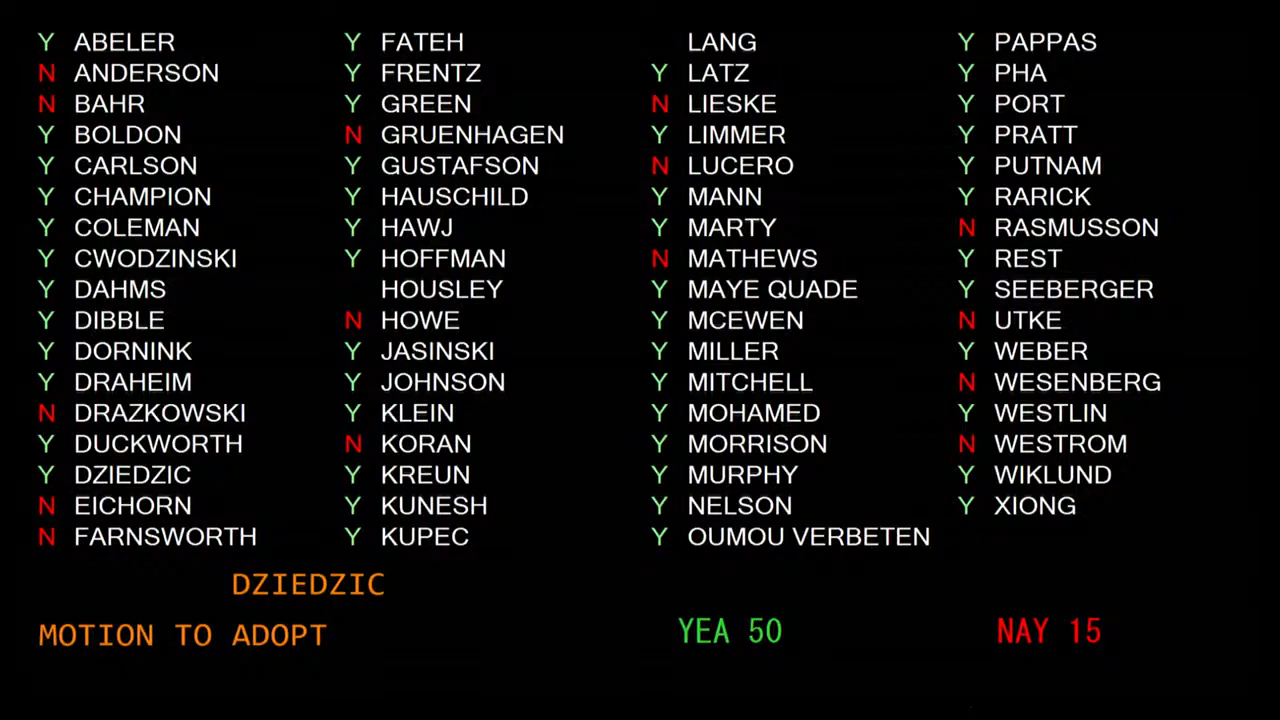 Y ABELER Y FATEH LANG Y PAPPAS
N ANDERSON Y FRENTZ Y LATZ Y PHA
N BAHR Y GREEN N LIESKE Y PORT
Y BOLDON N GRUENHAGEN Y LIMMER Y PRATT
Y CARLSON Y GUSTAFSON N LUCERO Y PUTNAM
Y CHAMPION Y HAUSCHILD Y MANN Y RARICK
Y COLEMAN Y HAWJ Y MARTY N RASMUSSON
Y CWODZINSKI Y HOFFMAN N MATHEWS Y REST
Y DAHMS HOUSLEY Y MAYE QUADE Y SEEBERGER
Y DIBBLE N HOWE Y MCEWEN N UTKE
Y DORNINK Y JASINSKI Y MILLER Y WEBER
Y DRAHEIM Y JOHNSON Y MITCHELL N WESENBERG
N DRAZKOWSKI Y KLEIN Y MOHAMED Y WESTLIN
Y DUCKWORTH N KORAN Y MORRISON N WESTROM
Y DZIEDZIC Y KREUN Y MURPHY Y WIKLUND
N EICHORN Y KUNESH Y NELSON Y XIONG
N FARNSWORTH Y KUPEC Y OUMOU VERBETEN
DZIEDZIC
MOTION TO ADOPT YEA 50 NAY 15